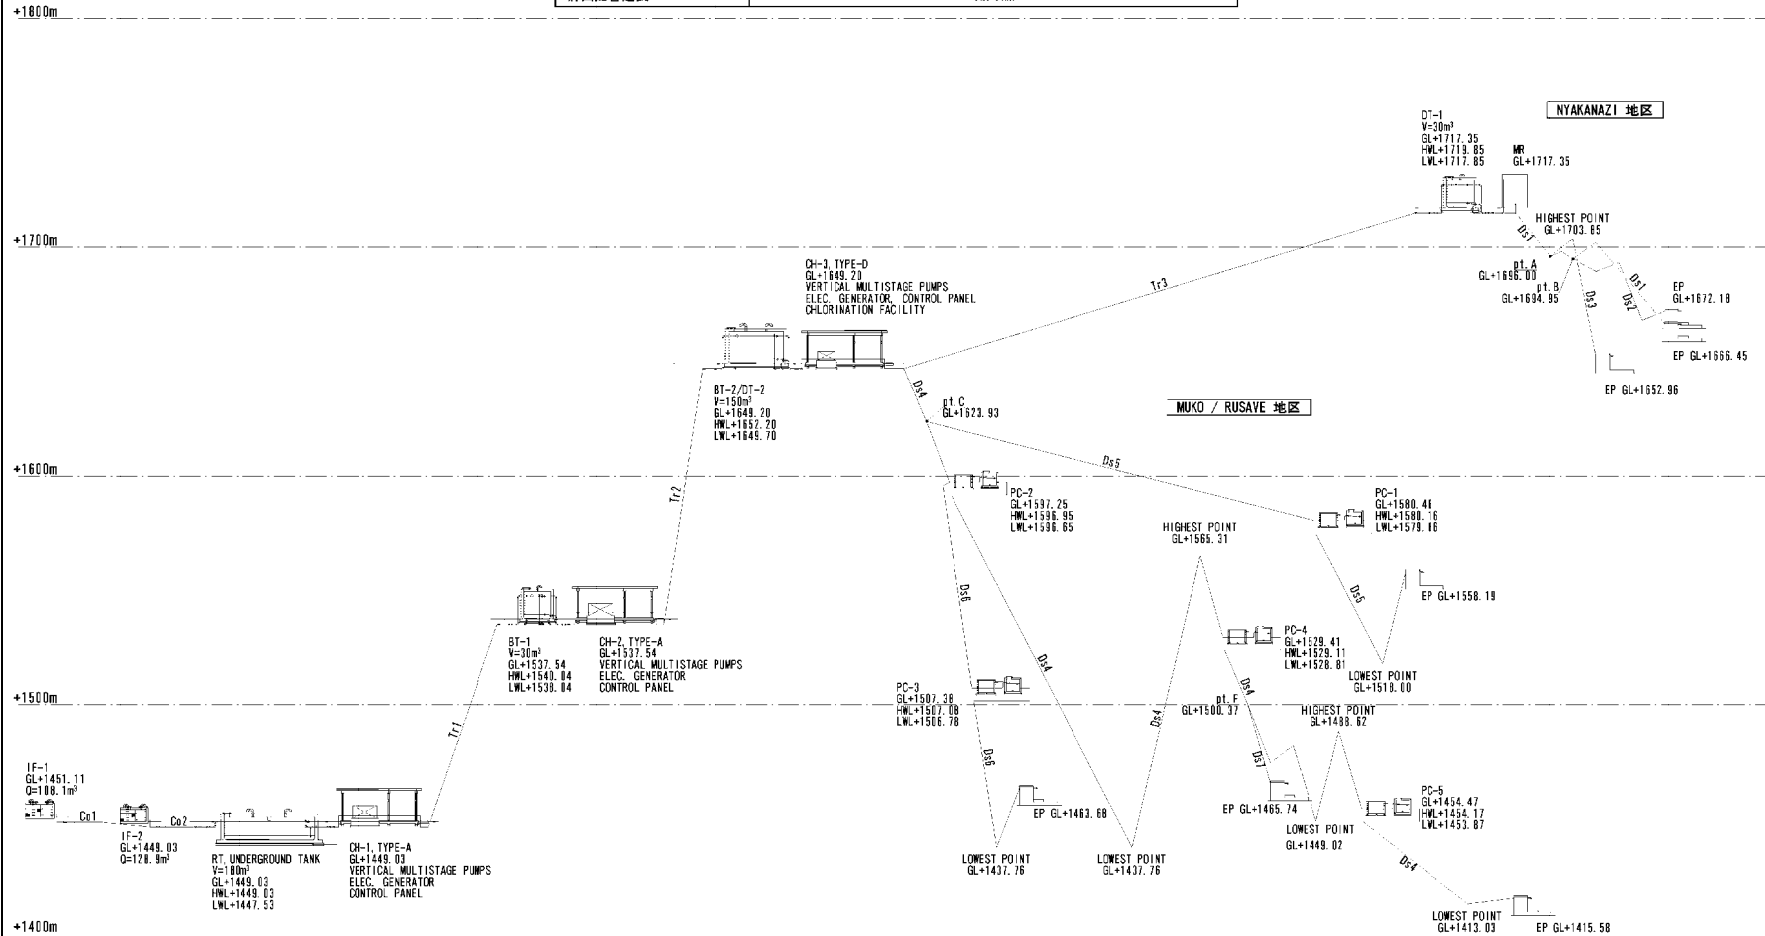 +1800m
NYAKANAZI 地区
DT-1
V=30m³
GL+1717.35
HWL+1719.85
LWL+1717.85
MR
GL+1717.35
HIGHEST POINT
GL+1703.65
+1700m
Ds1
pt.A
GL+1696.00
pt.B
GL+1694.95
Ds3
Ds1
Ds2
EP
GL+1672.18
EP GL+1666.45
EP GL+1652.96
CH-3, TYPE-D
GL+1649.20
VERTICAL MULTISTAGE PUMPS
ELEC. GENERATOR, CONTROL PANEL
CHLORINATION FACILITY
Tr3
BT-2/DT-2
V=150m³
GL+1649.20
HWL+1652.20
LWL+1649.70
Ds4
pt.C
GL+1623.93
MUKO / RUSAVE 地区
+1600m
Tr2
Ds5
PC-2
GL+1597.25
HWL+1596.95
LWL+1596.65
PC-1
GL+1580.46
HWL+1580.16
LWL+1579.86
HIGHEST POINT
GL+1565.31
Ds6
Ds5
EP GL+1558.19
BT-1
V=30m³
GL+1537.54
HWL+1540.04
LWL+1538.04
CH-2, TYPE-A
GL+1537.54
VERTICAL MULTISTAGE PUMPS
ELEC. GENERATOR
CONTROL PANEL
PC-4
GL+1529.41
HWL+1529.11
LWL+1528.81
Ds4
LOWEST POINT
GL+1518.00
PC-3
GL+1507.38
HWL+1507.08
LWL+1506.78
Ds4
pt.F
GL+1500.37
HIGHEST POINT
GL+1488.62
+1500m
Tr1
Ds4
Ds6
Ds7
IF-1
GL+1451.11
Q=108.1m³
Co1
IF-2
GL+1449.03
Q=128.9m³
Co2
RT, UNDERGROUND TANK
V=180m³
GL+1449.03
HWL+1449.03
LWL+1447.53
CH-1, TYPE-A
GL+1449.03
VERTICAL MULTISTAGE PUMPS
ELEC. GENERATOR
CONTROL PANEL
EP GL+1463.68
EP GL+1465.74
PC-5
GL+1454.47
HWL+1454.17
LWL+1453.87
LOWEST POINT
GL+1449.02
LOWEST POINT
GL+1437.76
LOWEST POINT
GL+1437.76
Ds4
LOWEST POINT
GL+1413.03
EP GL+1415.58
+1400m